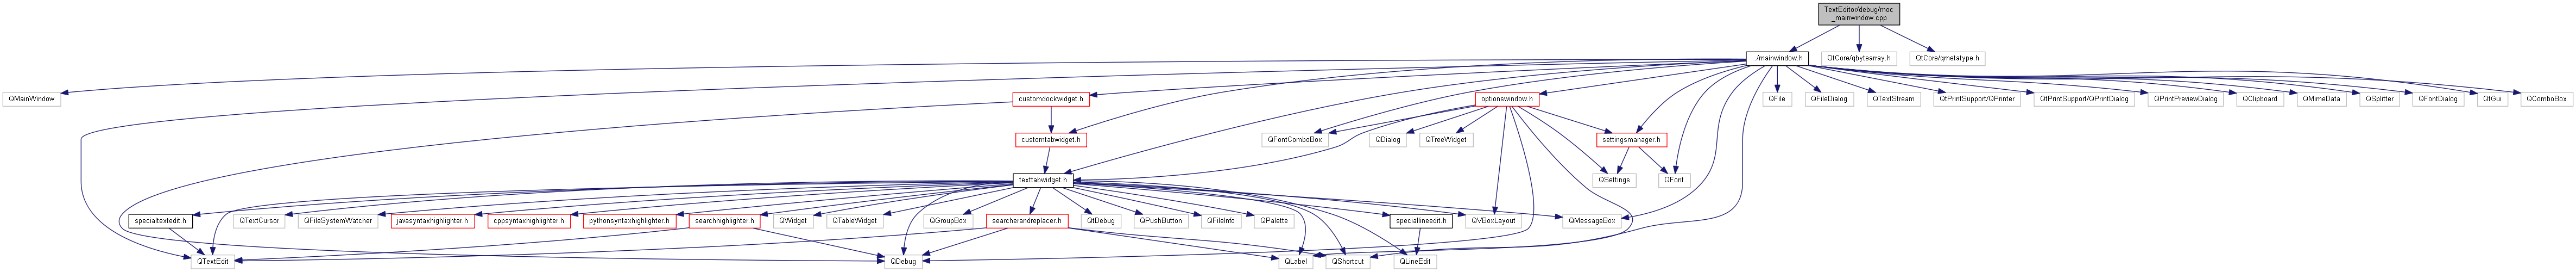 TextEditor/debug/moc
_mainwindow.cpp
../mainwindow.h
QtCore/qbytearray.h
QtCore/qmetatype.h
QMainWindow
customdockwidget.h
optionswindow.h
QFile
QFileDialog
QTextStream
QtPrintSupport/QPrinter
QtPrintSupport/QPrintDialog
QPrintPreviewDialog
QClipboard
QMimeData
QSplitter
QFontDialog
QtGui
QComboBox
customtabwidget.h
QFontComboBox
QDialog
QTreeWidget
settingsmanager.h
texttabwidget.h
QSettings
QFont
specialtextedit.h
QTextCursor
QFileSystemWatcher
javasyntaxhighlighter.h
cppsyntaxhighlighter.h
pythonsyntaxhighlighter.h
searchhighlighter.h
QWidget
QTableWidget
QGroupBox
searcherandreplacer.h
QtDebug
QPushButton
QFileInfo
QPalette
speciallineedit.h
QVBoxLayout
QMessageBox
QTextEdit
QDebug
QLabel
QShortcut
QLineEdit